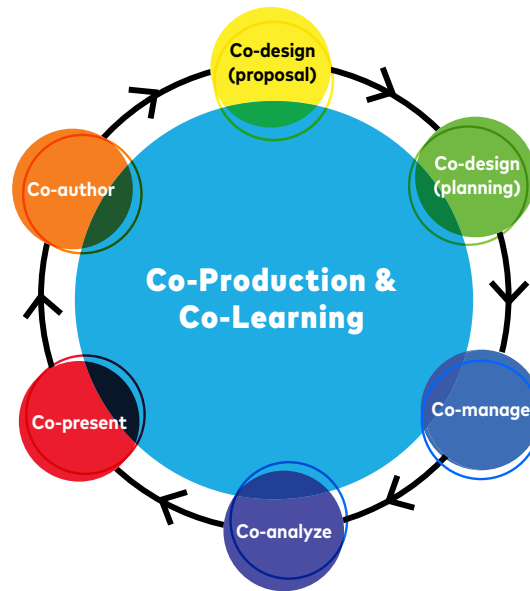 Co-design
(proposal)
Co-design
(planning)
Co-manage
Co-analyze
Co-present
Co-author
Co-Production &
Co-Learning